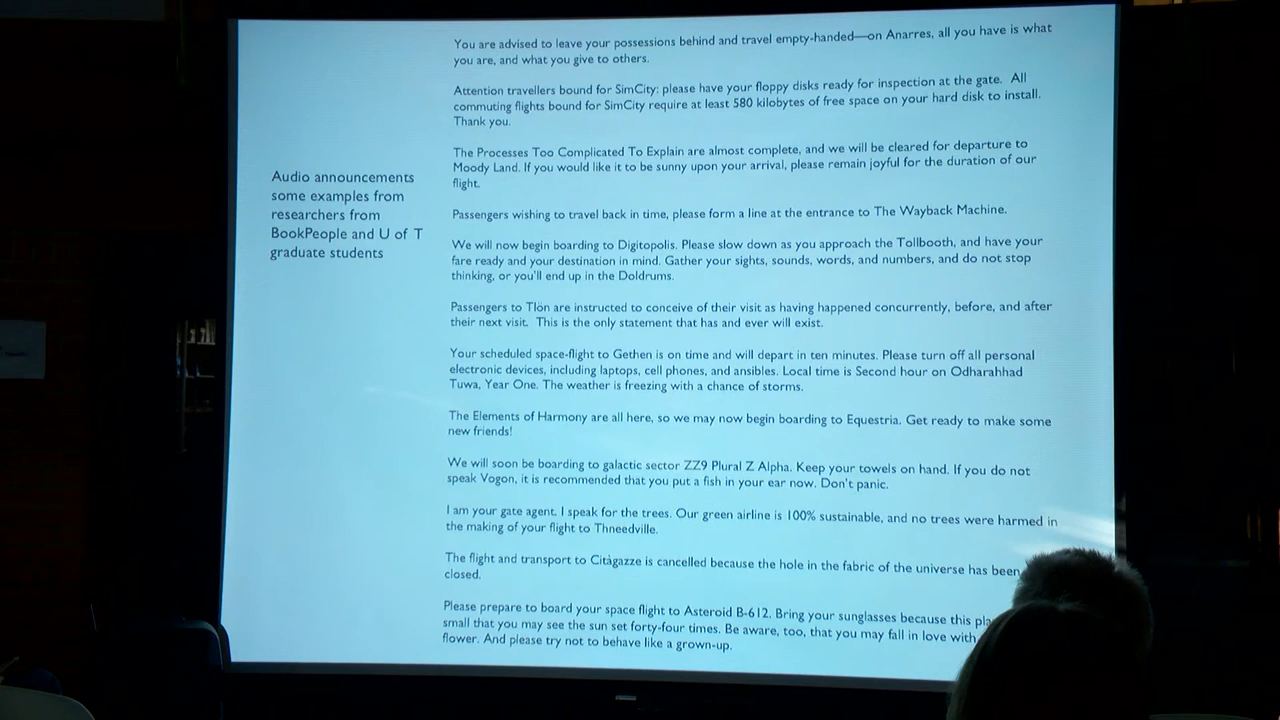 Audio announcements
some examples from
researchers from
BookPeople and U of T
graduate students
You are advised to leave your possessions behind and travel empty-handed—on Anarres, all you have is what
you are, and what you give to others.
Attention travellers bound for SimCity: please have your floppy disks ready for inspection at the gate. All
commuting flights bound for SimCity require at least 580 kilobytes of free space on your hard disk to install.
Thank you.
The Processes Too Complicated To Explain are almost complete, and we will be cleared for departure to
Moody Land. If you would like it to be sunny upon your arrival, please remain joyful for the duration of our
flight.
Passengers wishing to travel back in time, please form a line at the entrance to The Wayback Machine.
We will now begin boarding to Digitopolis. Please slow down as you approach the Tollbooth, and have your
fare ready and your destination in mind. Gather your sights, sounds, words, and numbers, and do not stop
thinking, or you'll end up in the Doldrums.
Passengers to Tlön are instructed to conceive of their visit as having happened concurrently, before, and after
their next visit. This is the only statement that has and ever will exist.
Your scheduled space-flight to Gethen is on time and will depart in ten minutes. Please turn off all personal
electronic devices, including laptops, cell phones, and ansibles. Local time is Second hour on Odharahhad
Tuwa, Year One. The weather is freezing with a chance of storms.
The Elements of Harmony are all here, so we may now begin boarding to Equestria. Get ready to make some
new friends!
We will soon be boarding to galactic sector ZZ9 Plural Z Alpha. Keep your towels on hand. If you do not
speak Vogon, it is recommended that you put a fish in your ear now. Don't panic.
I am your gate agent. I speak for the trees. Our green airline is 100% sustainable, and no trees were harmed in
the making of your flight to Thneedville.
The flight and transport to Citàgazze is cancelled because the hole in the fabric of the universe has been
closed.
Please prepare to board your space flight to Asteroid B-612. Bring your sunglasses because this
small that you may see the sun set forty-four times. Be aware, too, that you may fall in love with
flower. And please try not to behave like a grown-up.